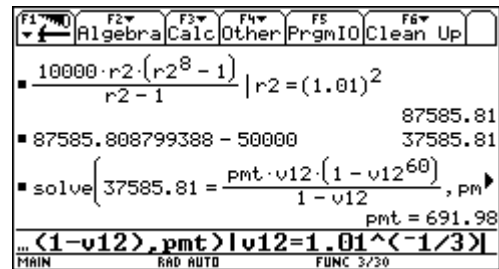 F1 F2 F3 F4 F5 F6
Algebra Calc Other PrgmIO Clean Up
10000·r2·(r2^8 - 1)
r2 - 1
| r2 = (1.01)^2
87585.81
87585.808799388 - 50000 37585.81
solve(37585.81 = pmt·v12·(1 - v12^60)
1 - v12
, pm
pmt = 691.98
…(1-v12),pmt)|v12=1.01^(⁻1/3)
MAIN RAD AUTO FUNC 3/30